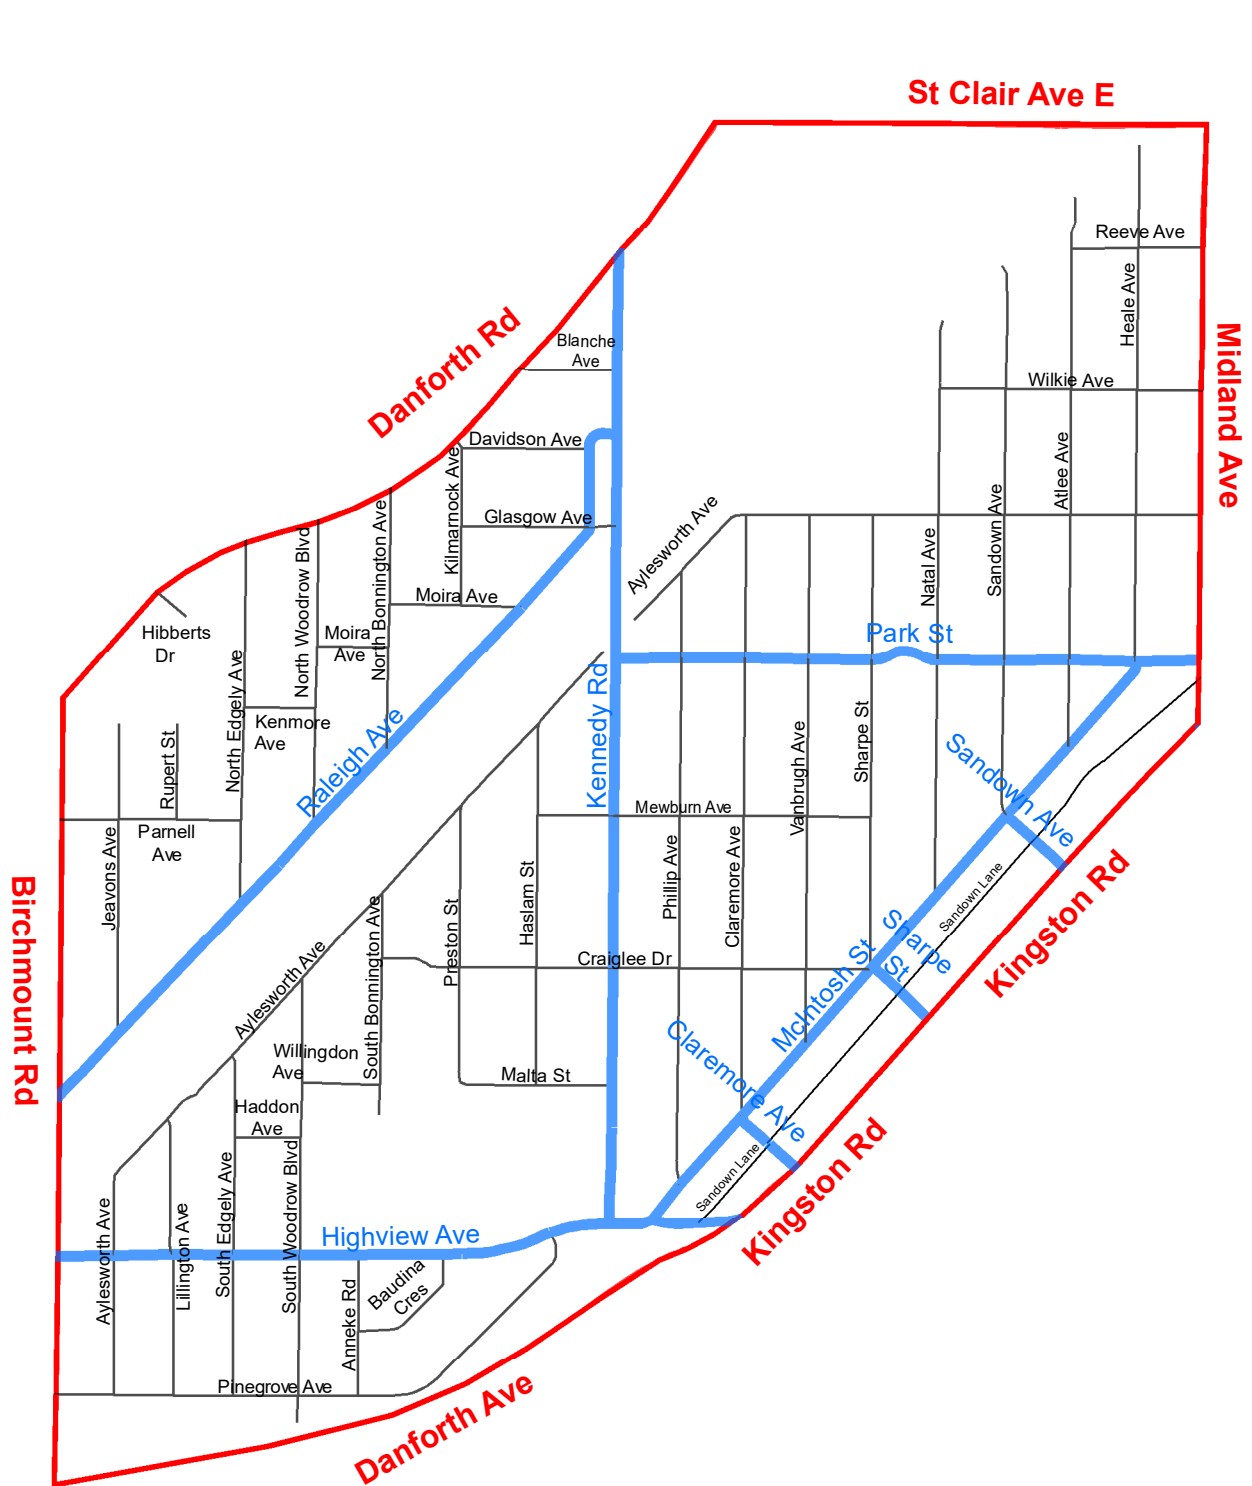 St Clair Ave E
Reeve Ave
Heale Ave
Danforth Rd
Blanche
Ave
Midland Ave
Wilkie Ave
Davidson Ave
Kilmarnock Ave
Atlee Ave
Sandown Ave
Glasgow Ave
Aylesworth Ave
North Bonnington Ave
North Woodrow Blvd
Natal Ave
Moira Ave
Hibberts
Dr
Moira
Ave
Park St
North Edgely Ave
Kennedy Rd
Kenmore
Ave
Raleigh Ave
Rupert St
Sharpe St
Vanbrugh Ave
Sandown Ave
Mewburn Ave
Parnell
Ave
Jeavons Ave
Phillip Ave
Claremore Ave
Haslam St
Preston St
South Bonnington Ave
Birchmount Rd
Sandown Lane
Kingston Rd
Sharpe
St
McIntosh St
Craiglee Dr
Aylesworth Ave
Willingdon
Ave
Malta St
Claremore Ave
Haddon
Ave
Sandown Lane
Kingston Rd
South Edgely Ave
South Woodrow Blvd
Aylesworth Ave
Lillington Ave
Highview Ave
Baudina
Cres
Anneke Rd
Pinegrove Ave
Danforth Ave